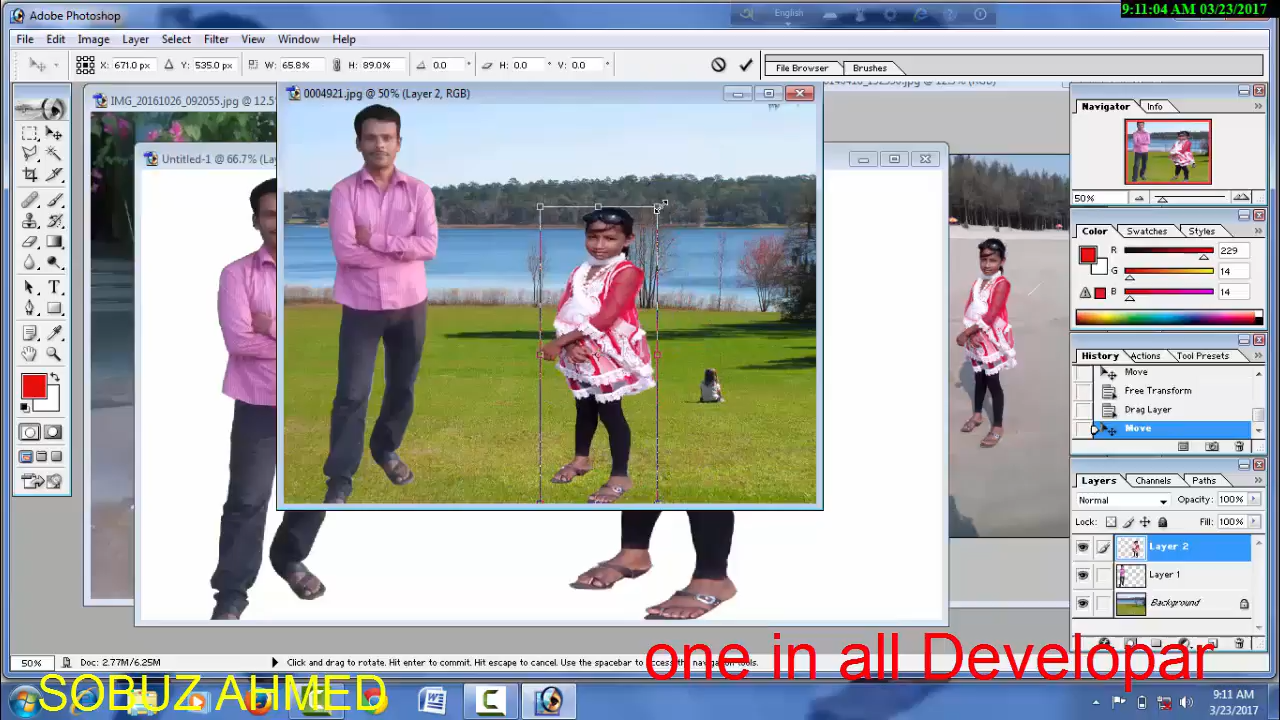 Adobe Photoshop
English
9:11:04 AM 03/23/2017
File Edit Image Layer Select Filter View Window Help
X: 671.0 px Y: 535.0 px W: 65.8% H: 89.0% 0.0 ° H: 0.0 ° V: 0.0 °
File Browser Brushes
IMG_20161026_092055.jpg @ 12.5
0004921.jpg @ 50% (Layer 2, RGB)
Untitled-1 @ 66.7% (La
Navigator Info
50%
Color Swatches Styles
R 229
G 14
B 14
History Actions Tool Presets
Move
Free Transform
Drag Layer
Move
Layers Channels Paths
Normal Opacity: 100%
Lock: Fill: 100%
Layer 2
Layer 1
Background
50% Doc: 2.77M/6.25M Click and drag to rotate. Hit enter to commit. Hit escape to cancel. Use the spacebar to access the navigation tools.
one in all Developar
SOBUZ AHMED
9:11 AM
3/23/2017